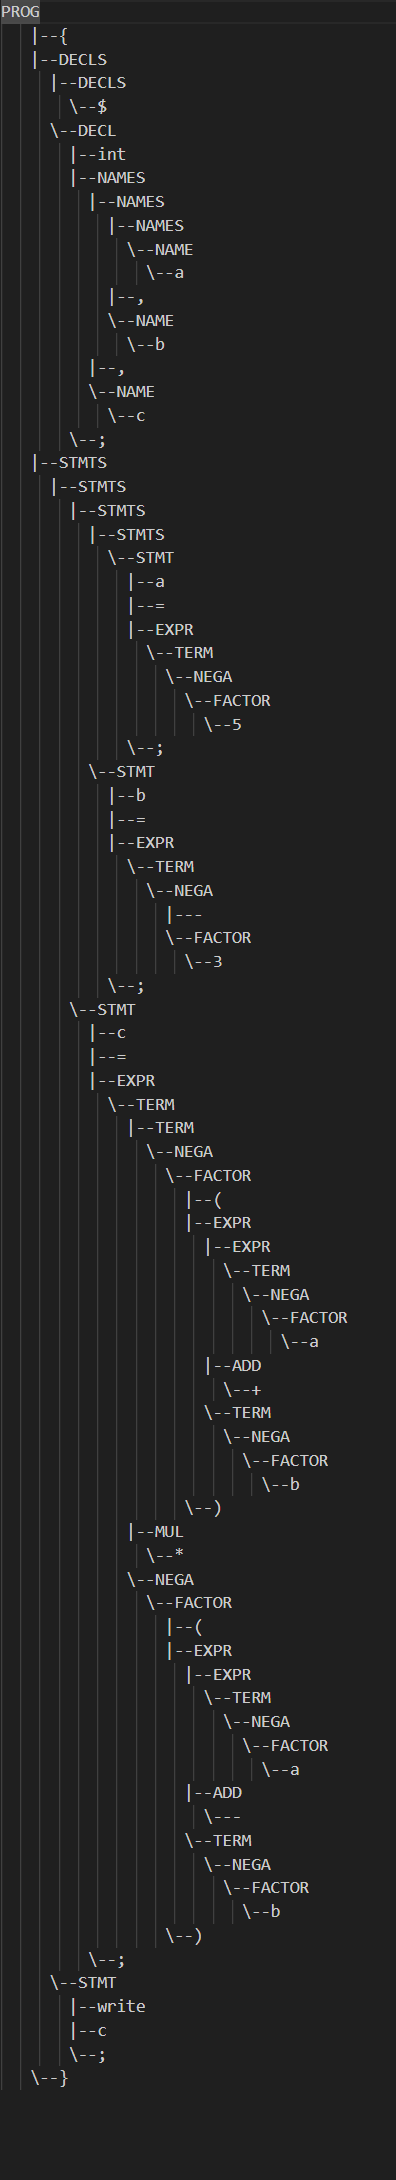 PROG
|--{
|--DECLS
|--DECLS
\--$
\--DECL
|--int
|--NAMES
|--NAMES
|--NAMES
\--NAME
\--a
|--,
\--NAME
\--b
|--,
\--NAME
\--c
\--;
|--STMTS
|--STMTS
|--STMTS
|--STMTS
\--STMT
|--a
|--=
|--EXPR
\--TERM
\--NEGA
\--FACTOR
\--5
\--;
\--STMT
|--b
|--=
|--EXPR
\--TERM
\--NEGA
|---
\--FACTOR
\--3
\--;
\--STMT
|--c
|--=
|--EXPR
\--TERM
|--TERM
\--NEGA
\--FACTOR
|--(
|--EXPR
|--EXPR
\--TERM
\--NEGA
\--FACTOR
\--a
|--ADD
\--+
\--TERM
\--NEGA
\--FACTOR
\--b
\--)
|--MUL
\--*
\--NEGA
\--FACTOR
|--(
|--EXPR
|--EXPR
\--TERM
\--NEGA
\--FACTOR
\--a
|--ADD
\---
\--TERM
\--NEGA
\--FACTOR
\--b
\--)
\--;
\--STMT
|--write
|--c
\--;
\--}